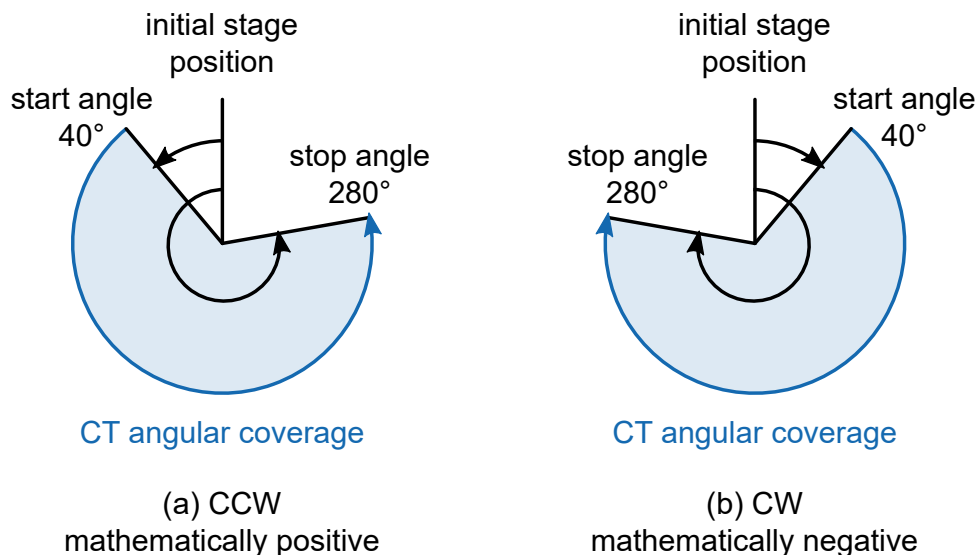 initial stage
position
start angle
40°
stop angle
280°
CT angular coverage
(a) CCW
mathematically positive
initial stage
position
start angle
40°
stop angle
280°
CT angular coverage
(b) CW
mathematically negative